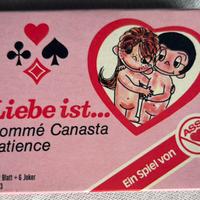 Liebe ist...
ommé Canasta
atience
Ein Spiel von ASS
Blatt + 6 Joker